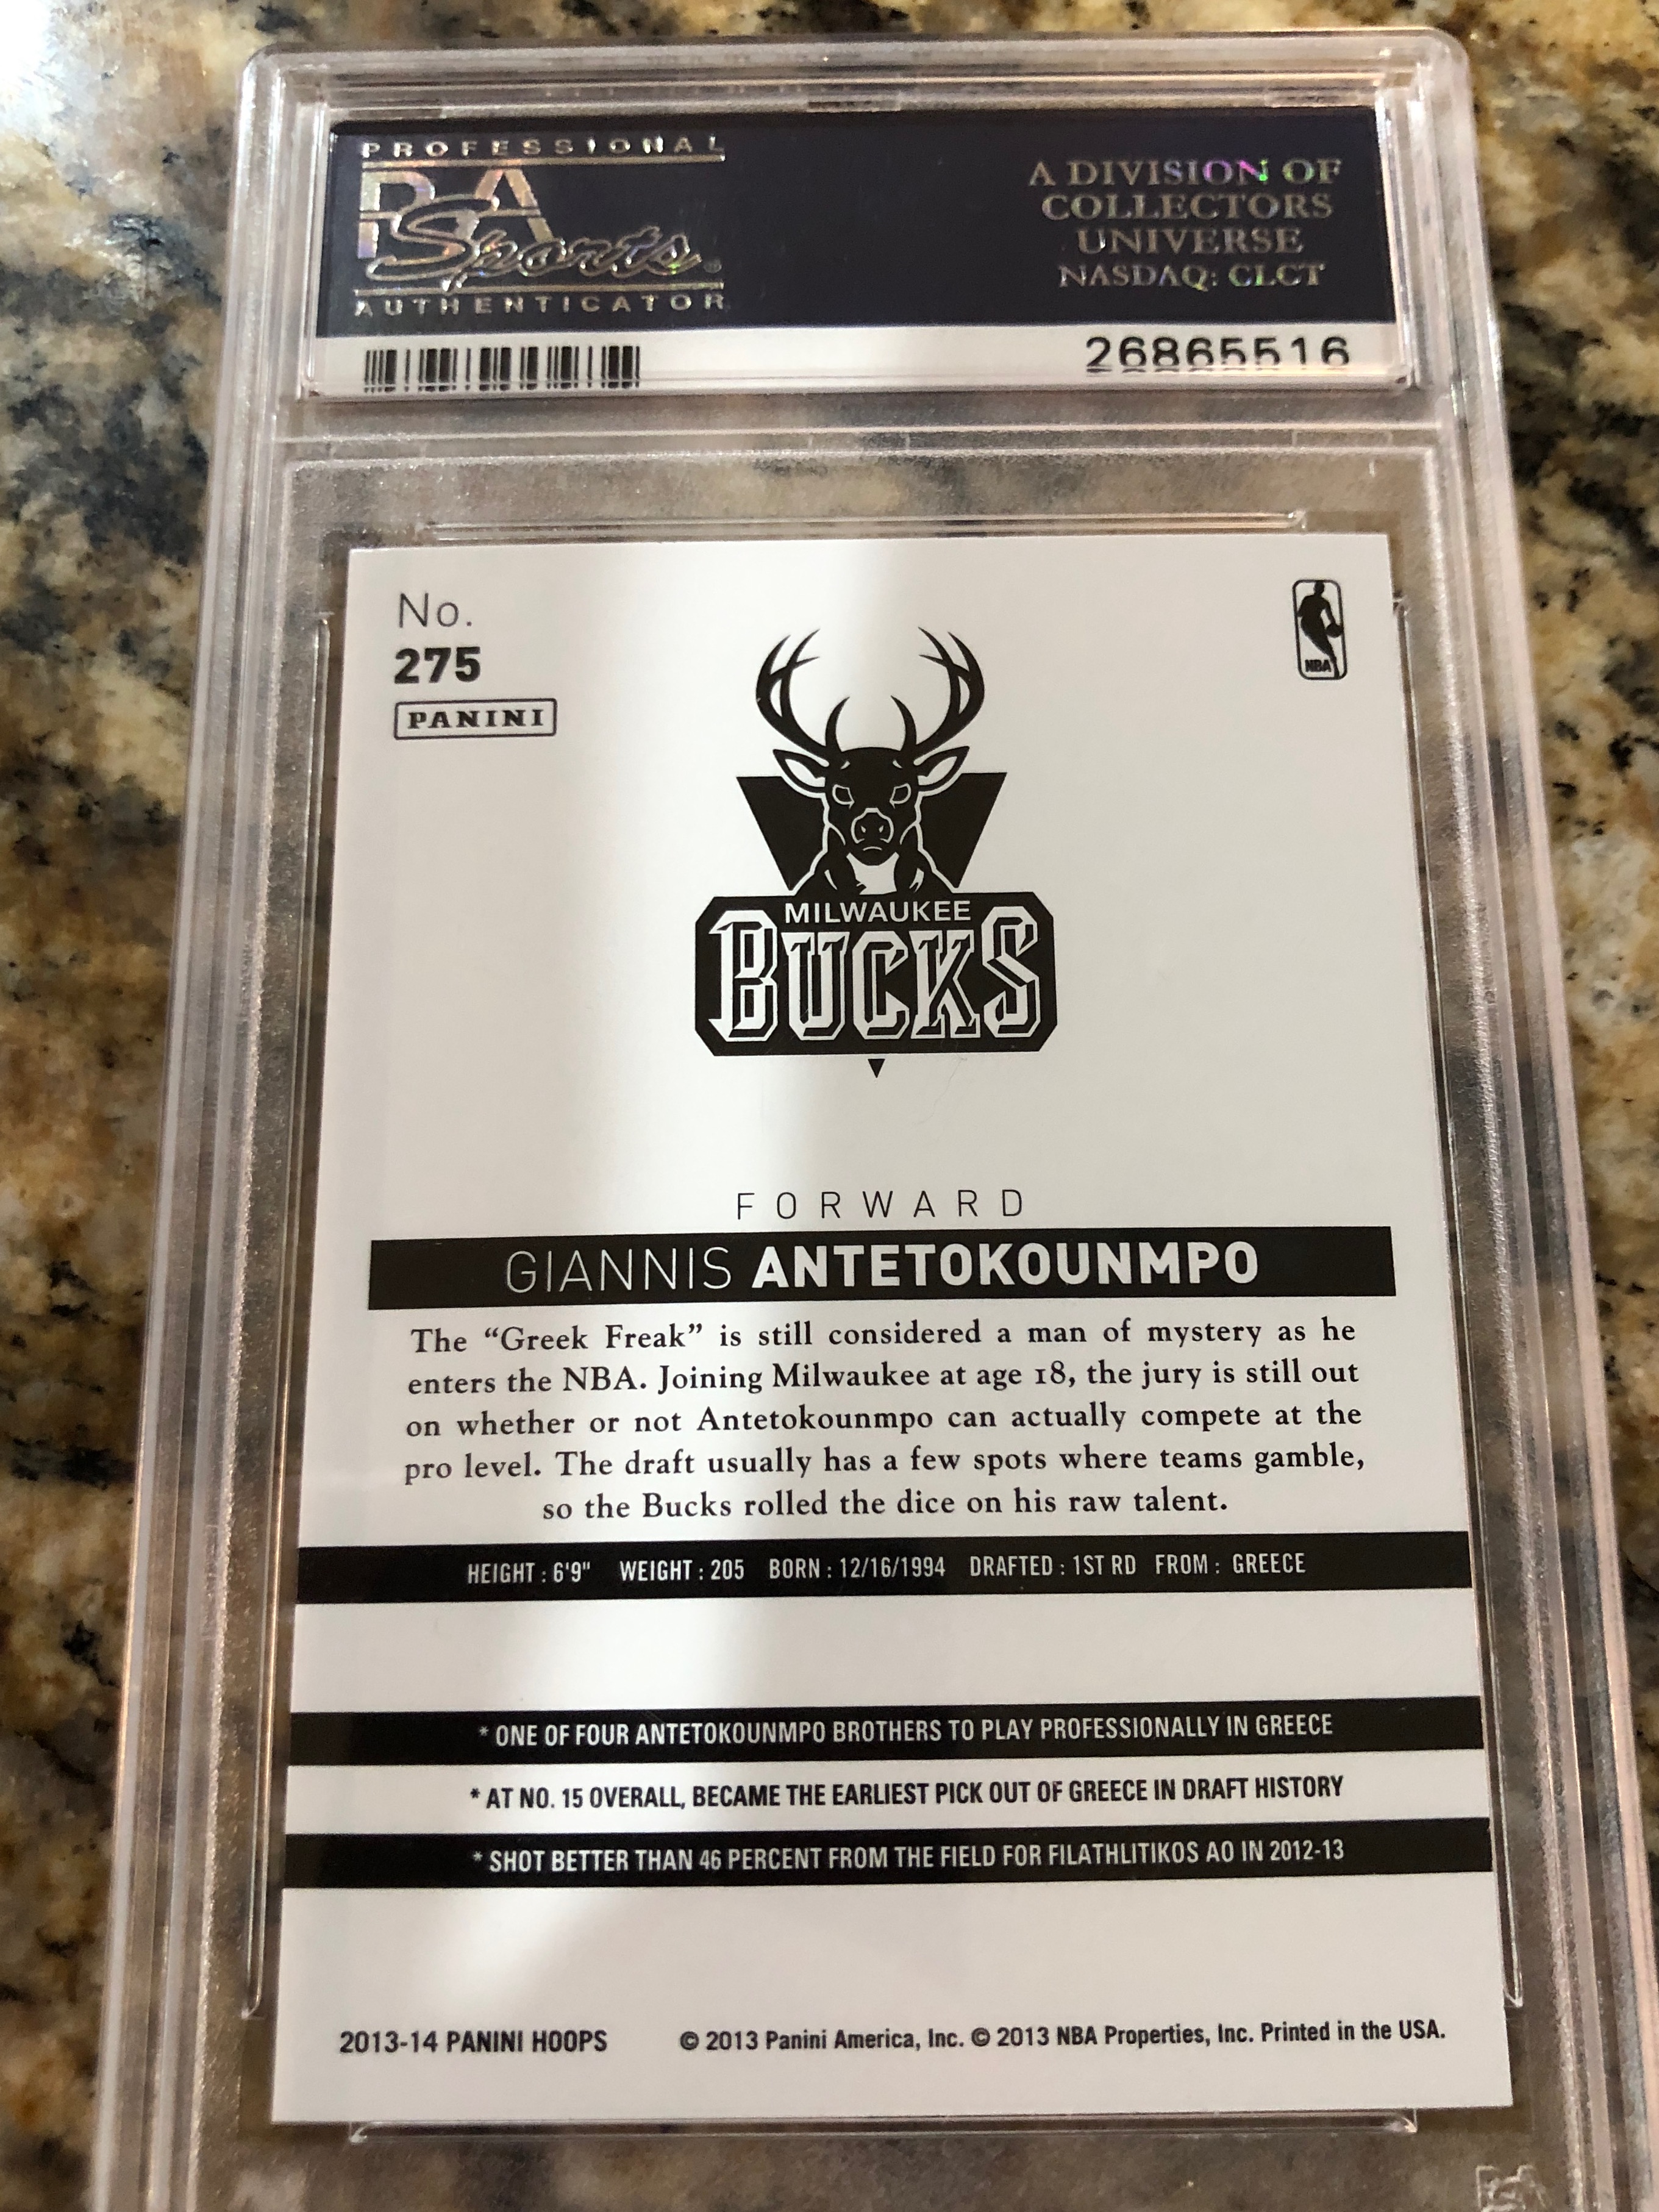 PROFESSIONAL
PSA
Sports
AUTHENTICATOR
A DIVISION OF
COLLECTORS
UNIVERSE
NASDAQ: CLCT
26865516
No.
275
PANINI
NBA
MILWAUKEE
BUCKS
FORWARD
GIANNIS ANTETOKOUNMPO
The “Greek Freak” is still considered a man of mystery as he
enters the NBA. Joining Milwaukee at age 18, the jury is still out
on whether or not Antetokounmpo can actually compete at the
pro level. The draft usually has a few spots where teams gamble,
so the Bucks rolled the dice on his raw talent.
HEIGHT : 6'9" WEIGHT : 205 BORN : 12/16/1994 DRAFTED : 1ST RD FROM : GREECE
* ONE OF FOUR ANTETOKOUNMPO BROTHERS TO PLAY PROFESSIONALLY IN GREECE
* AT NO. 15 OVERALL, BECAME THE EARLIEST PICK OUT OF GREECE IN DRAFT HISTORY
* SHOT BETTER THAN 46 PERCENT FROM THE FIELD FOR FILATHLITIKOS AO IN 2012-13
2013-14 PANINI HOOPS © 2013 Panini America, Inc. © 2013 NBA Properties, Inc. Printed in the USA.